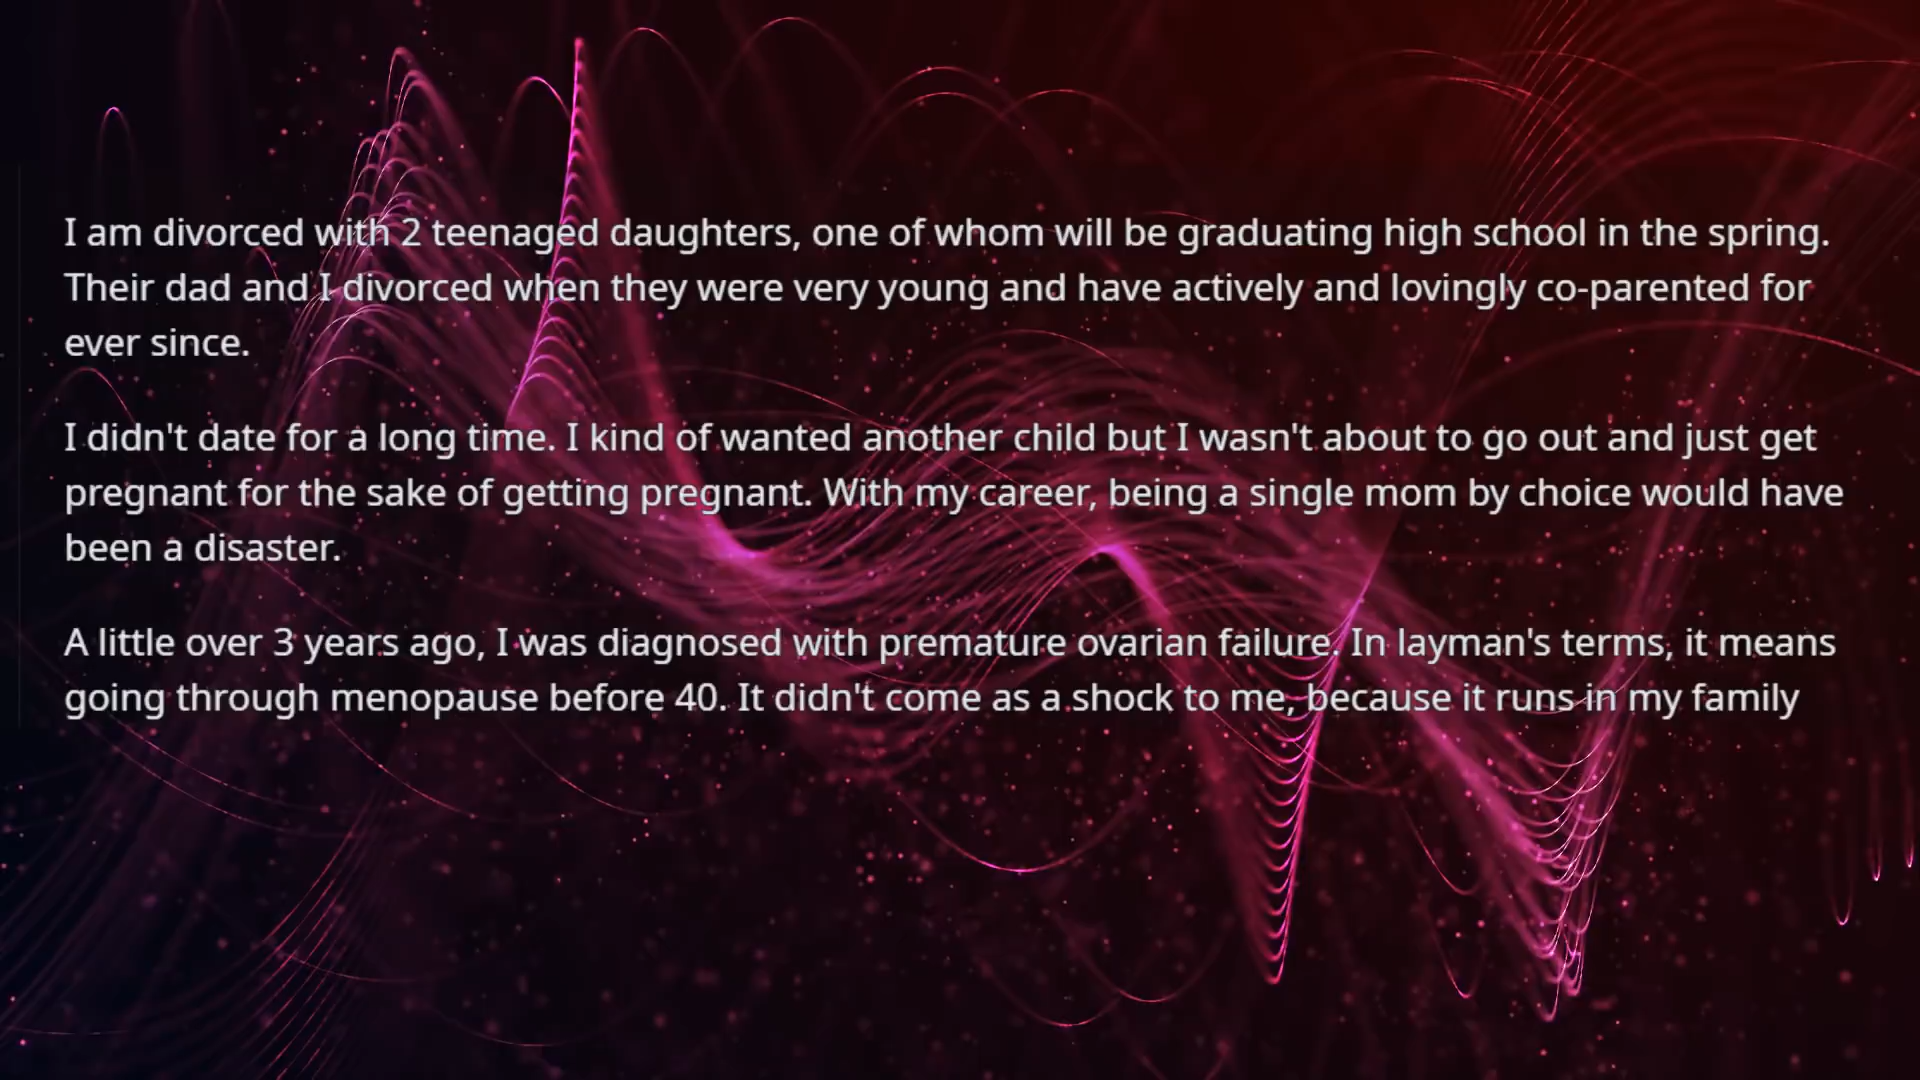 I am divorced with 2 teenaged daughters, one of whom will be graduating high school in the spring.
Their dad and I divorced when they were very young and have actively and lovingly co-parented for
ever since.
I didn't date for a long time. I kind of wanted another child but I wasn't about to go out and just get
pregnant for the sake of getting pregnant. With my career, being a single mom by choice would have
been a disaster.
A little over 3 years ago, I was diagnosed with premature ovarian failure. In layman's terms, it means
going through menopause before 40. It didn't come as a shock to me, because it runs in my family